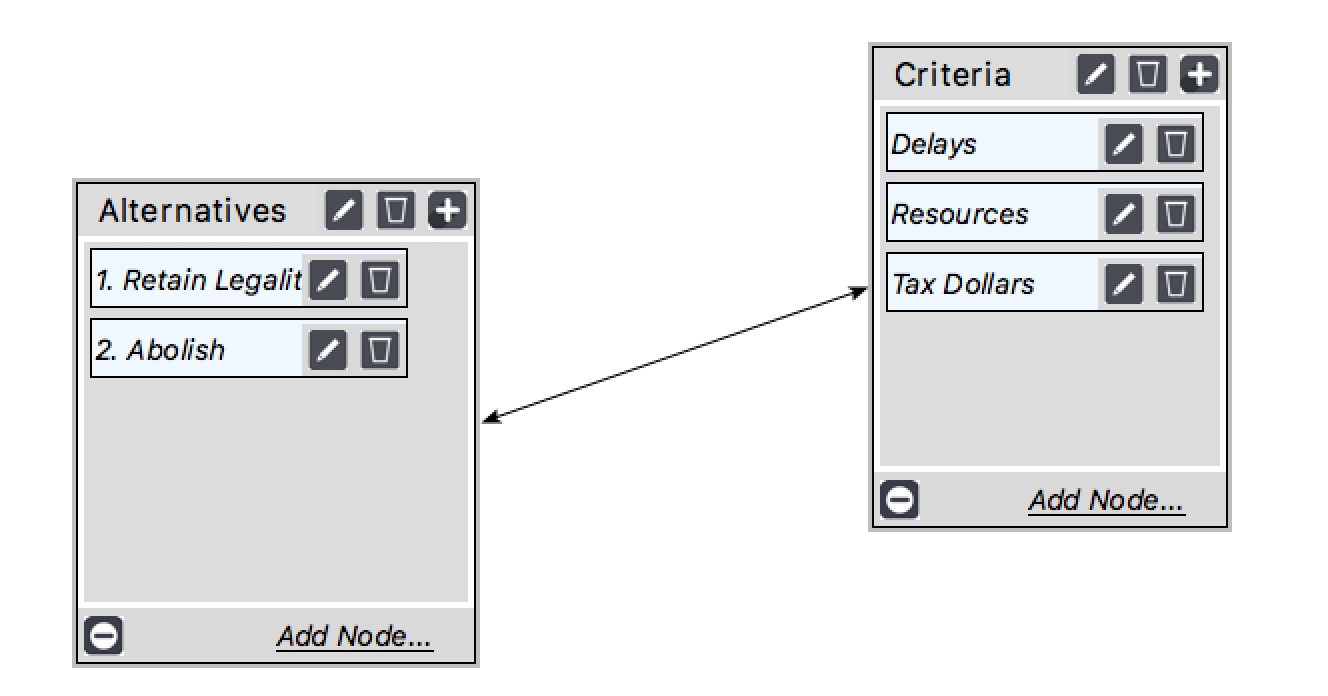 Criteria
Delays
Resources
Tax Dollars
Add Node...
Alternatives
1. Retain Legalit
2. Abolish
Add Node...